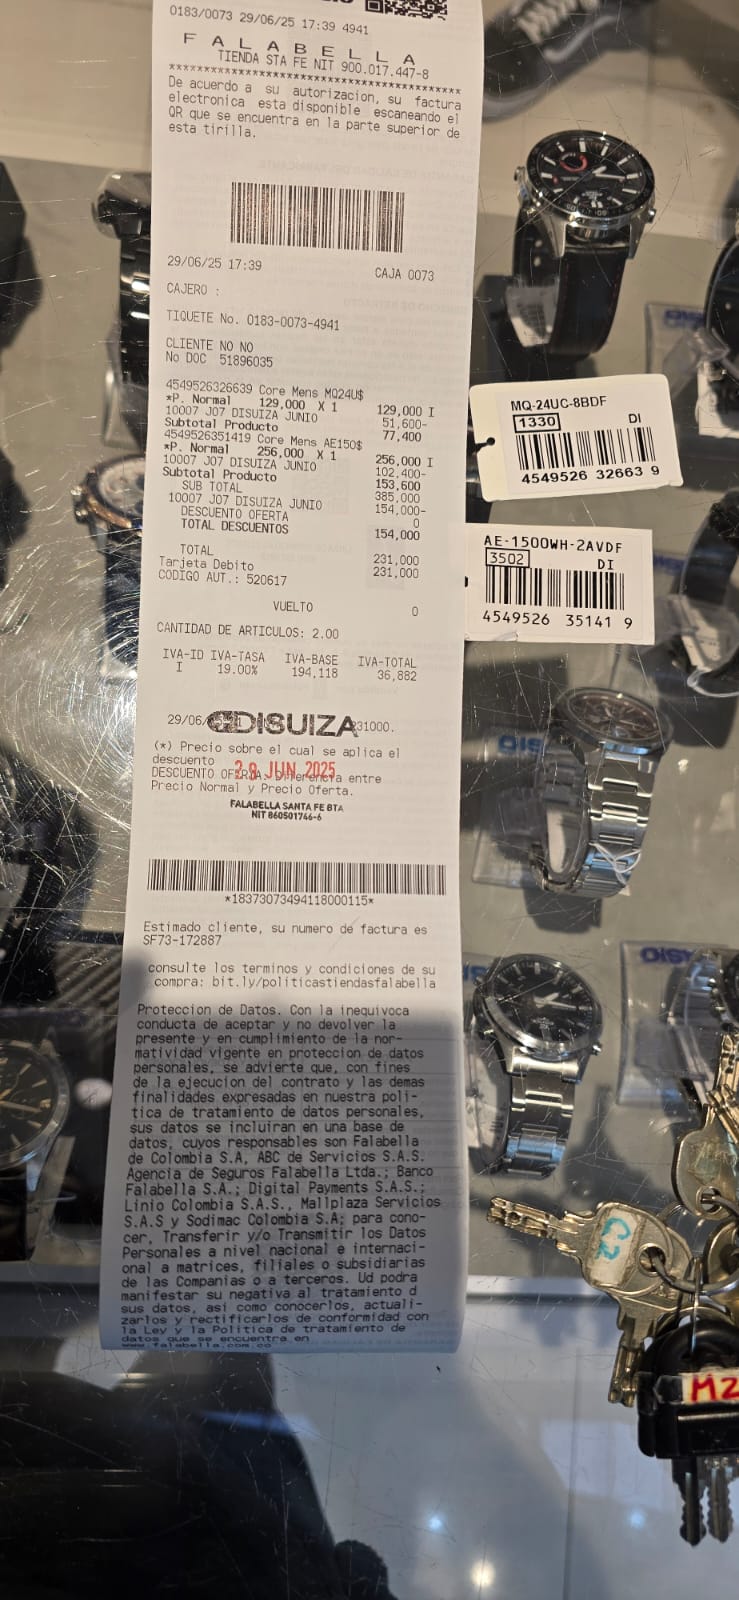 0183/0073 29/06/25 17:39 4941
FALABELLA
TIENDA STA FE NIT 900.017.447-8
De acuerdo a su autorizacion, su factura
electronica esta disponible escaneando el
QR que se encuentra en la parte superior de
esta tirilla.
29/06/25 17:39 CAJA 0073
CAJERO :
TIQUETE No. 0183-0073-4941
CLIENTE NO NO
No DOC 51896035
4549526326639 Core Mens MQ24U$
*P. Normal 129,000 X 1 129,000 I
10007 J07 DISUIZA JUNIO 51,600-
Subtotal Producto 77,400
4549526351419 Core Mens AE150$
*P. Normal 256,000 X 1 256,000 I
10007 J07 DISUIZA JUNIO 102,400-
Subtotal Producto 153,600
SUB TOTAL 385,000
10007 J07 DISUIZA JUNIO 154,000-
DESCUENTO OFERTA 0
TOTAL DESCUENTOS 154,000
TOTAL 231,000
Tarjeta Debito 231,000
CODIGO AUT.: 520617
VUELTO 0
CANTIDAD DE ARTICULOS: 2.00
IVA-ID IVA-TASA IVA-BASE IVA-TOTAL
I 19.00% 194,118 36,882
29/06/ DISUIZA 231000.
(*) Precio sobre el cual se aplica el
descuento 28 JUN 2025
DESCUENTO OFERTA: Diferencia entre
Precio Normal y Precio Oferta.
FALABELLA SANTA FE BTA
NIT 860501746-6
*18373073494118000115*
Estimado cliente, su numero de factura es
SF73-172887
consulte los terminos y condiciones de su
compra: bit.ly/politicastiendasfalabella
Proteccion de Datos. Con la inequivoca
conducta de aceptar y no devolver la
presente y en cumplimiento de la nor-
matividad vigente en proteccion de datos
personales, se advierte que, con fines
de la ejecucion del contrato y las demas
finalidades expresadas en nuestra poli-
tica de tratamiento de datos personales,
sus datos se incluiran en una base de
datos, cuyos responsables son Falabella
de Colombia S.A, ABC de Servicios S.A.S.
Agencia de Seguros Falabella Ltda.; Banco
Falabella S.A.; Digital Payments S.A.S.;
Linio Colombia S.A.S., Mallplaza Servicios
S.A.S y Sodimac Colombia S.A; para cono-
cer, Transferir y/o Transmitir los Datos
Personales a nivel nacional e internaci-
onal a matrices, filiales o subsidiarias
de las Companias o a terceros. Ud podra
manifestar su negativa al tratamiento d
sus datos, asi como conocerlos, actuali-
zarlos y rectificarlos de conformidad con
la Ley y la Politica de tratamiento de
datos que se encuentra en
www.falabella.com.co
MQ-24UC-8BDF
1330 DI
4549526 32663 9
AE-1500WH-2AVDF
3502 DI
4549526 35141 9
C2
M2